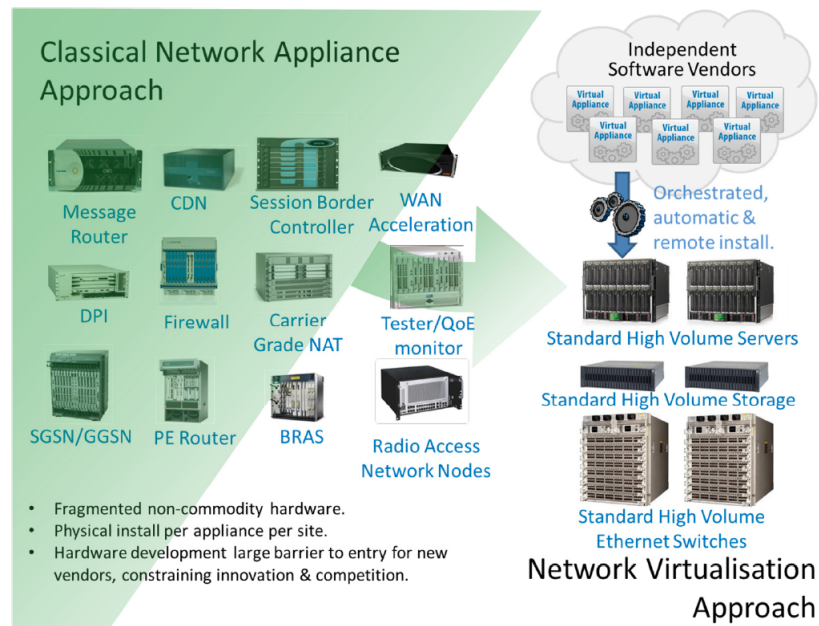 Classical Network Appliance
Approach
Independent
Software Vendors
Virtual
Appliance
Virtual
Appliance
Virtual
Appliance
Virtual
Appliance
Virtual
Appliance
Virtual
Appliance
Virtual
Appliance
Orchestrated,
automatic &
remote install.
Message
Router
CDN
Session Border
Controller
WAN
Acceleration
DPI
Firewall
Carrier
Grade NAT
Tester/QoE
monitor
SGSN/GGSN
PE Router
BRAS
Radio Access
Network Nodes
Standard High Volume Servers
Standard High Volume Storage
Standard High Volume
Ethernet Switches
• Fragmented non-commodity hardware.
• Physical install per appliance per site.
• Hardware development large barrier to entry for new
vendors, constraining innovation & competition.
Network Virtualisation
Approach